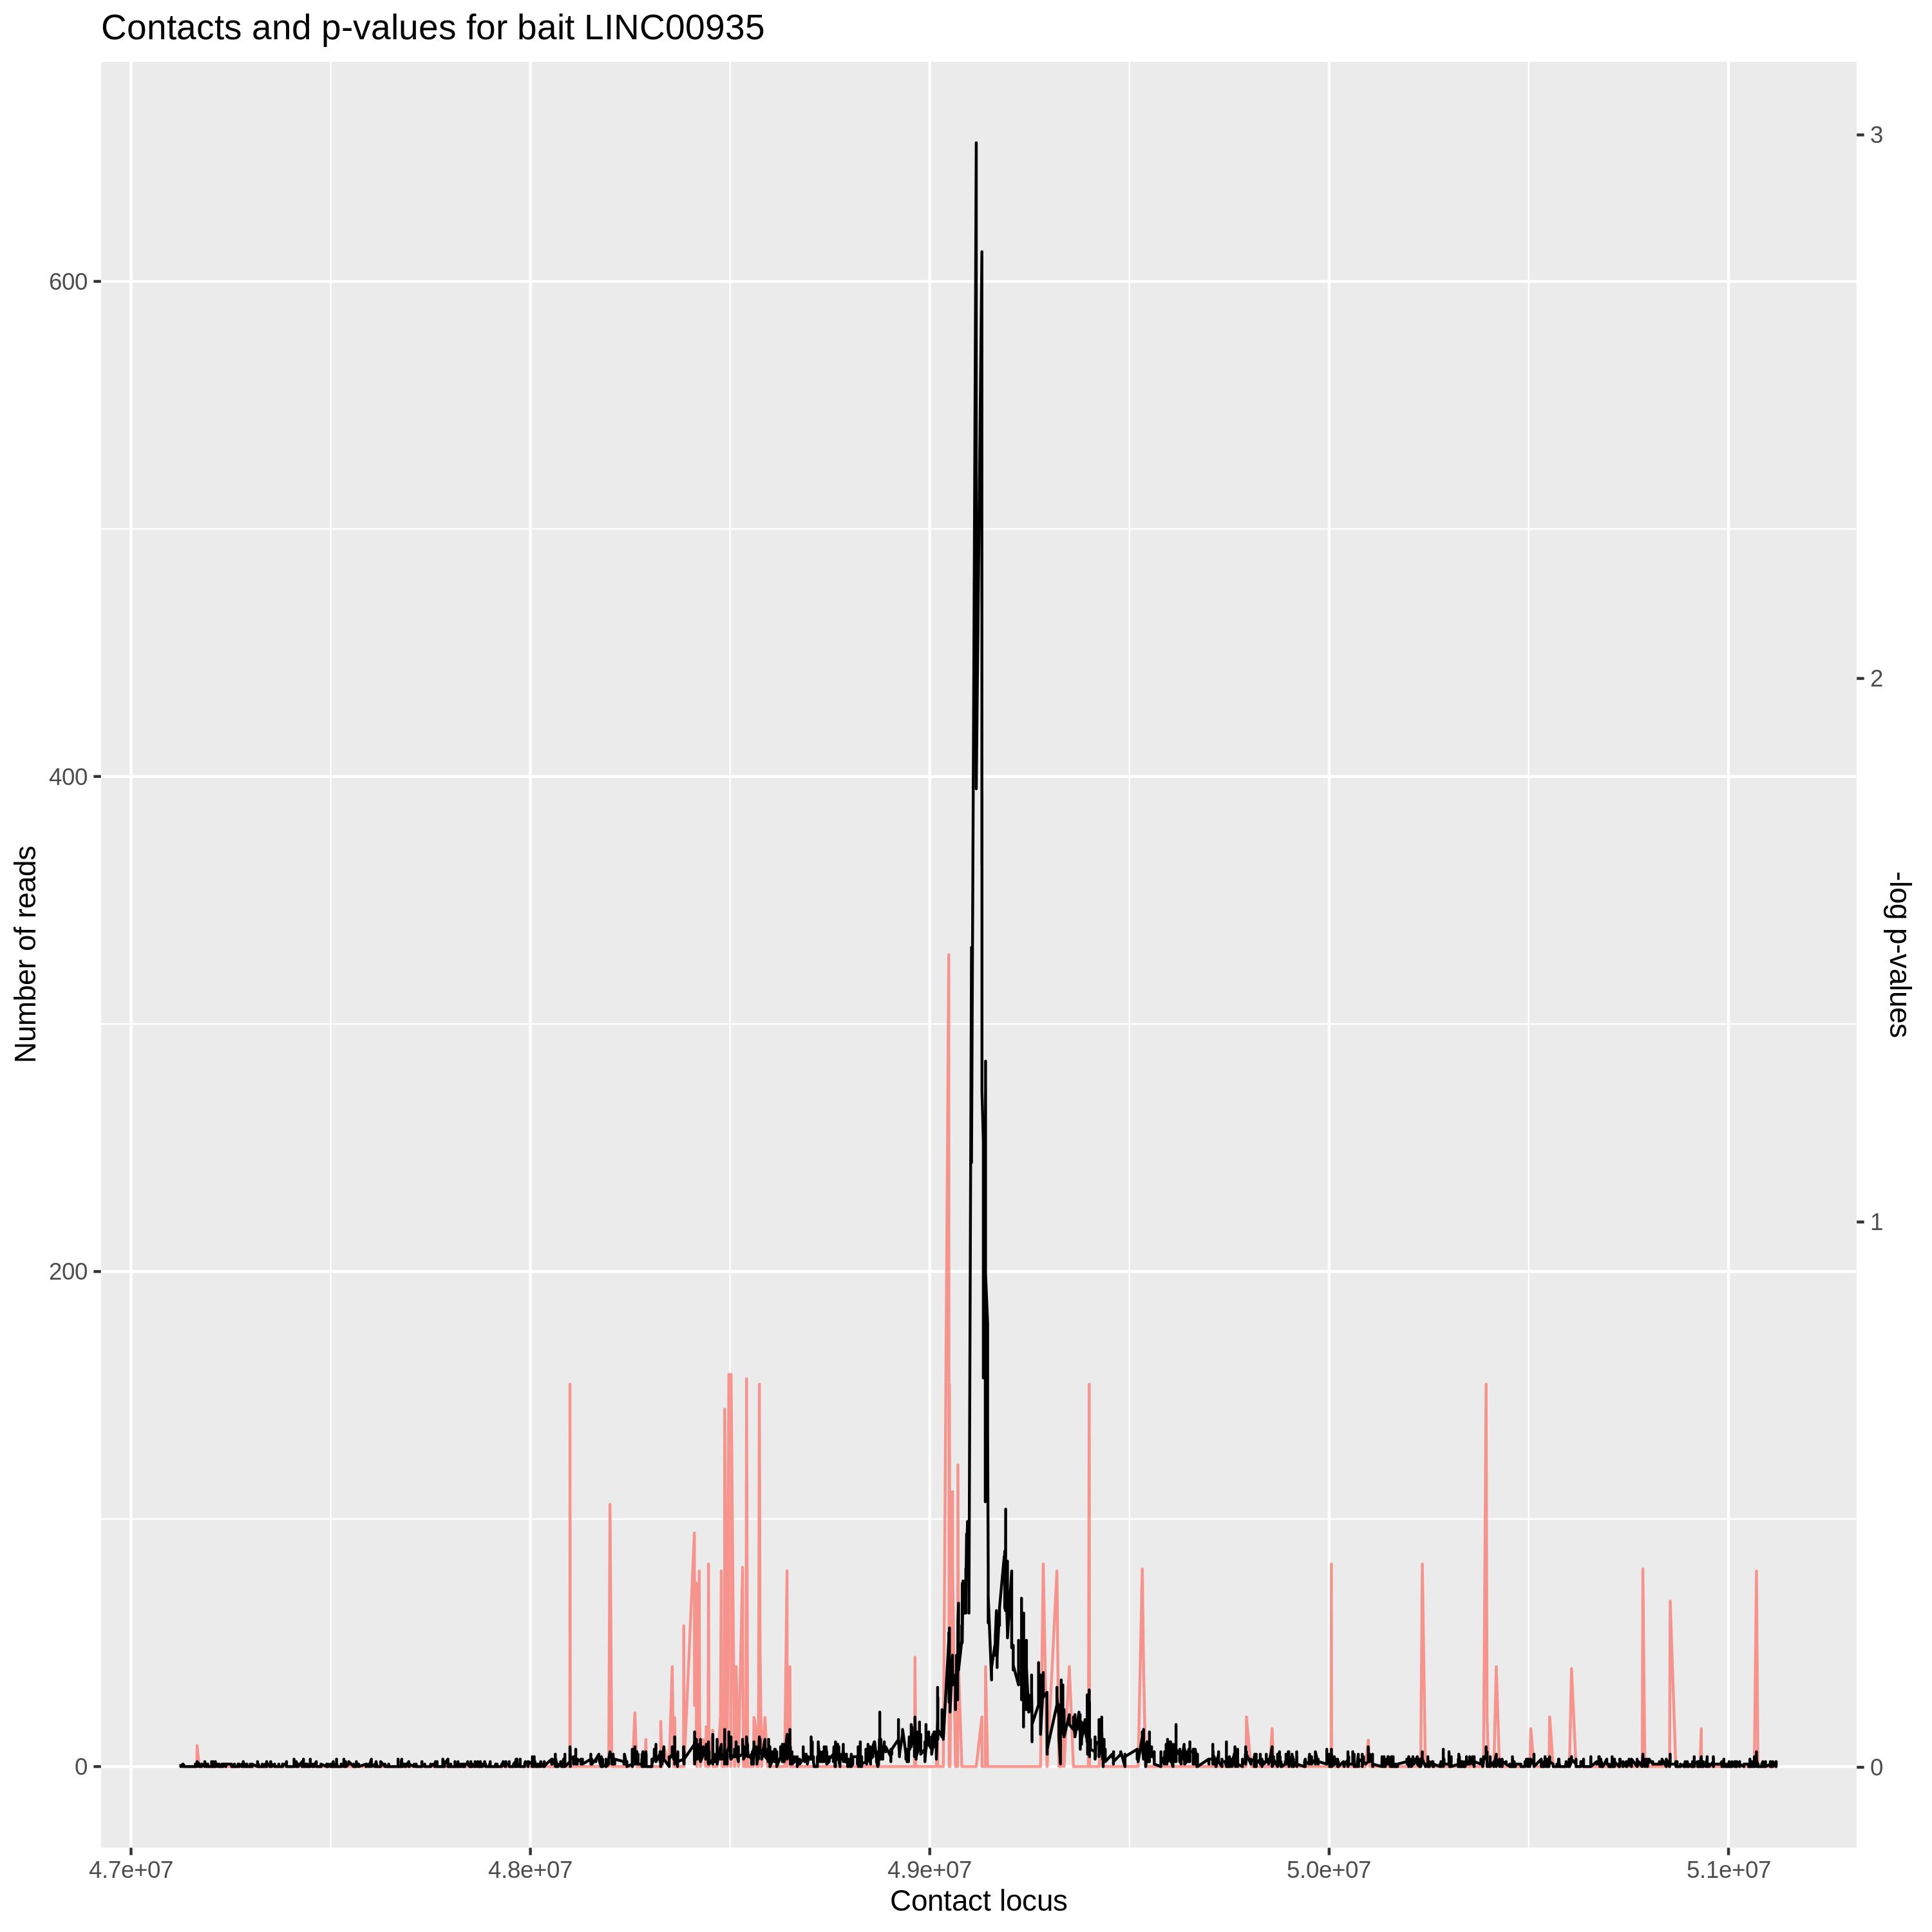 Contacts and p-values for bait LINC00935
Number of reads
600
400
200
0
3
2
1
0
-log p-values
4.7e+07
4.8e+07
4.9e+07
5.0e+07
5.1e+07
Contact locus